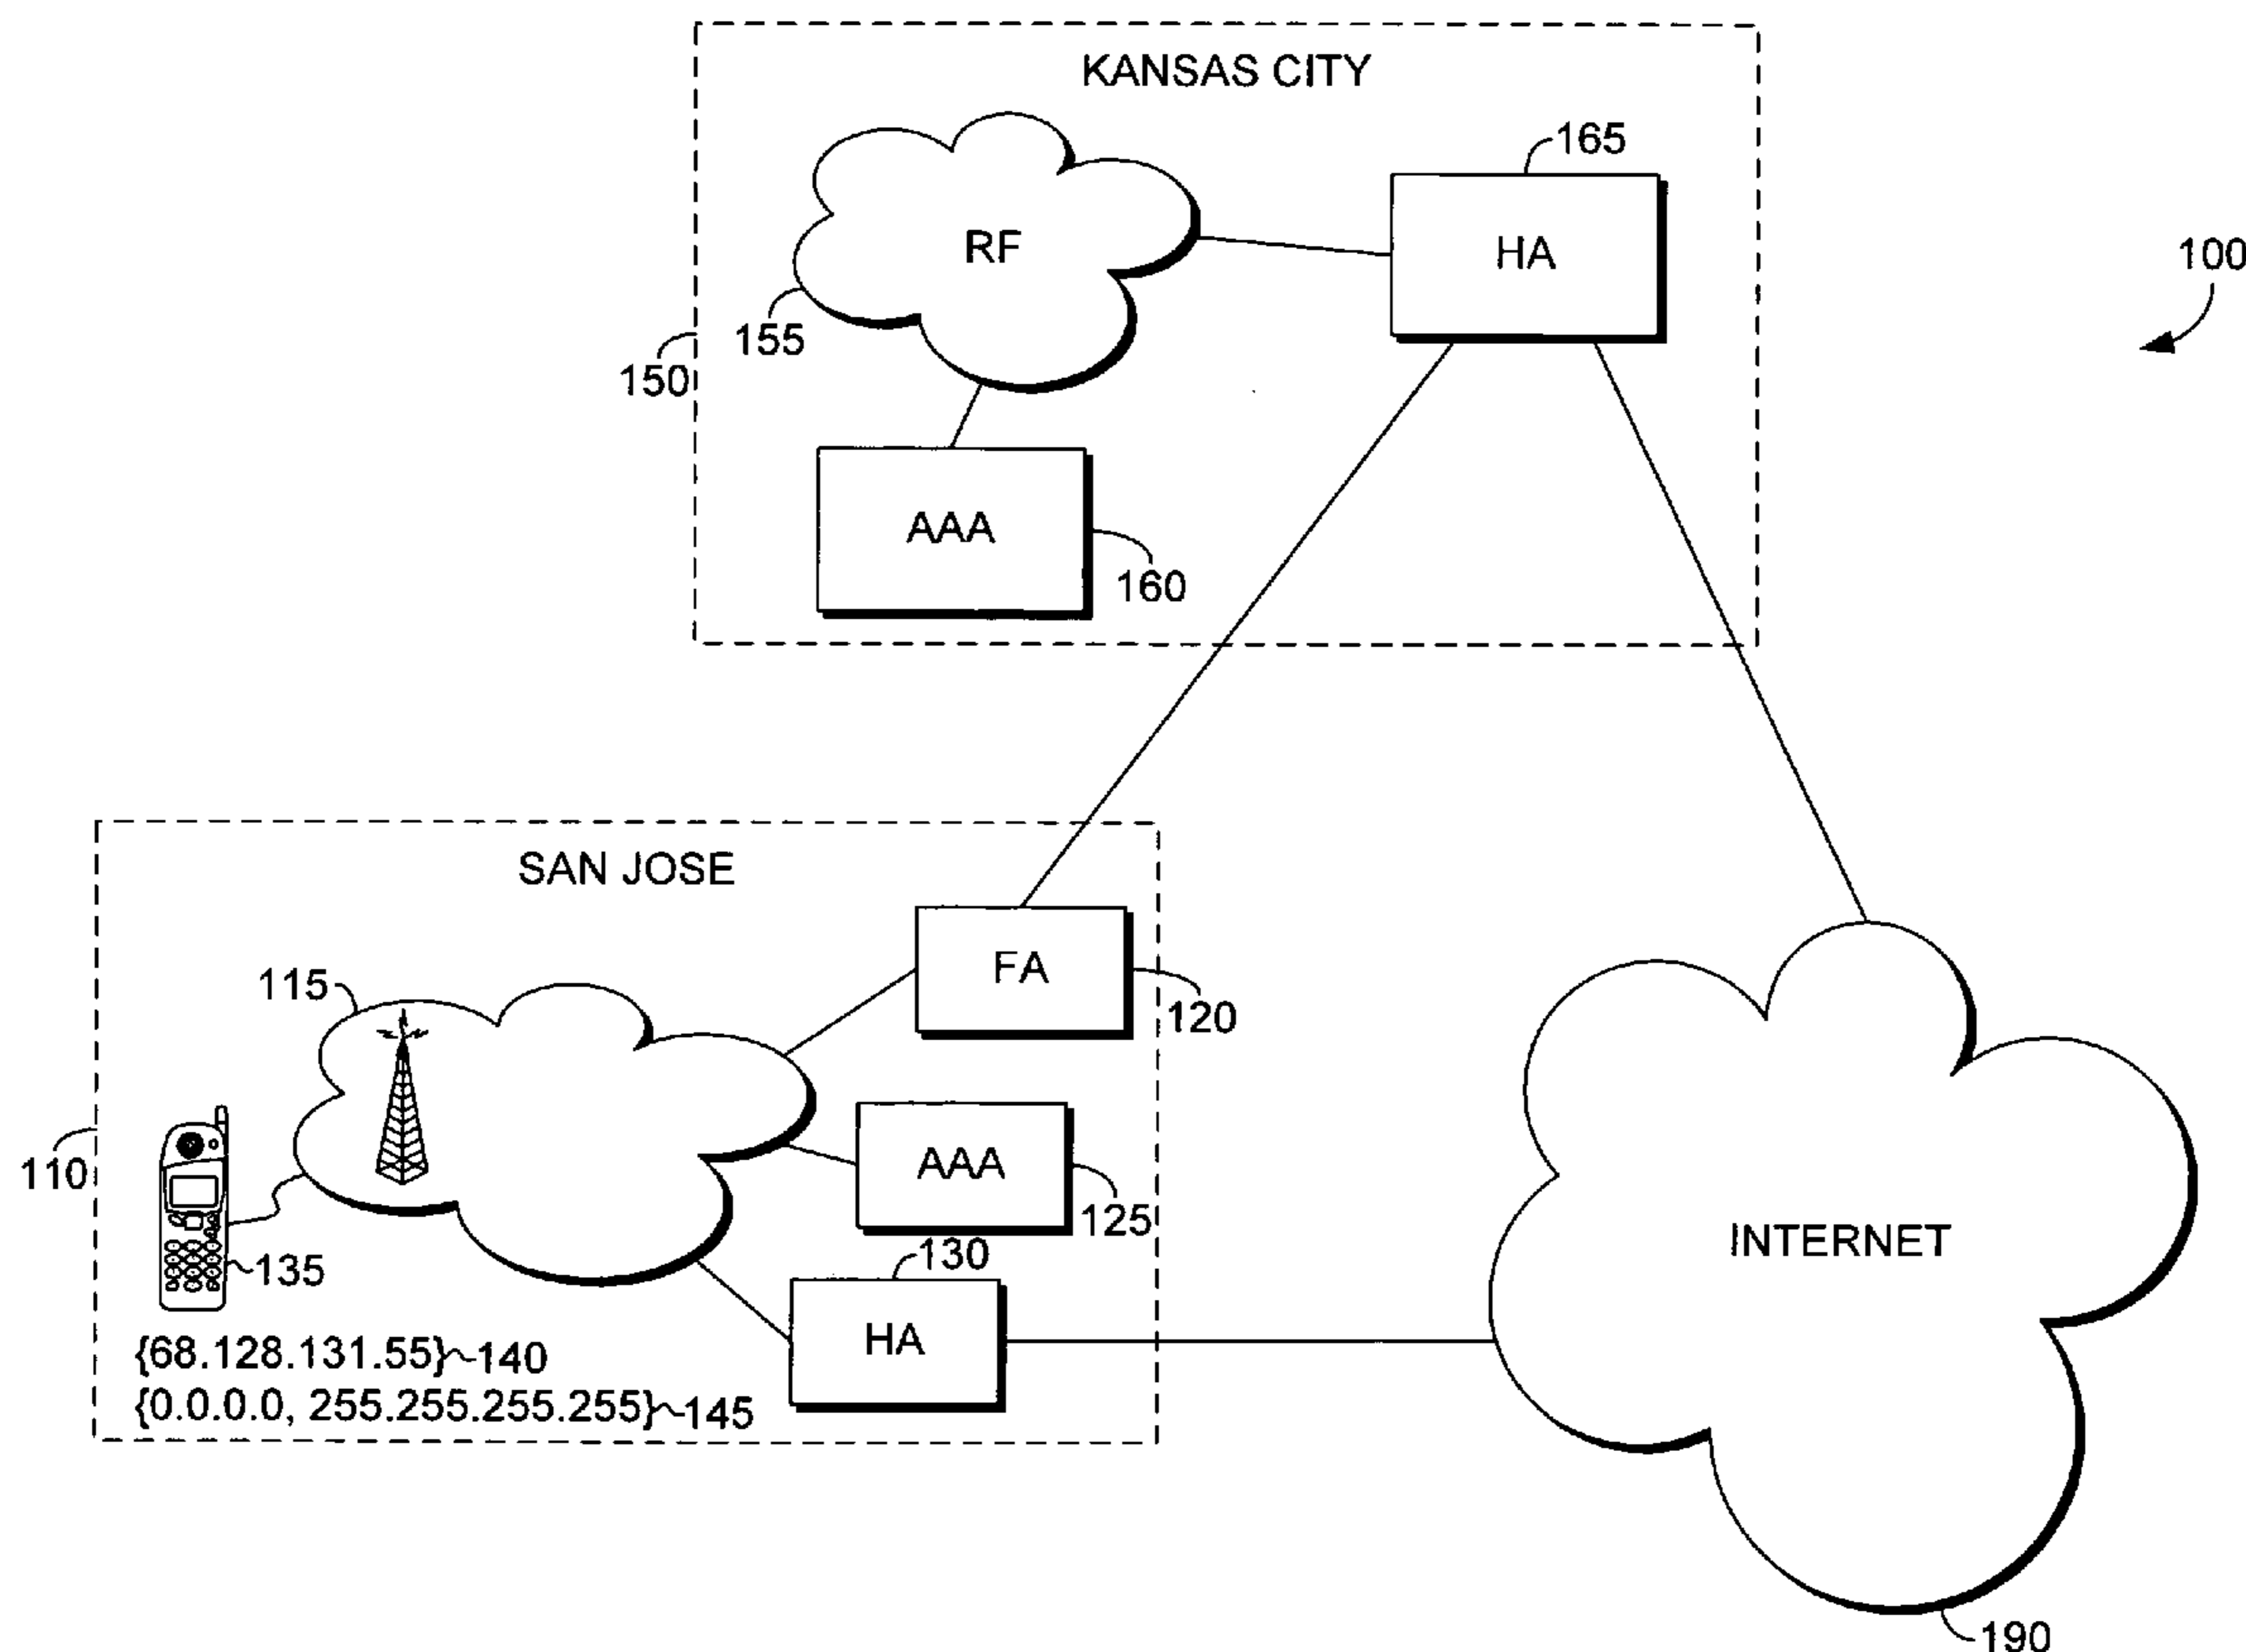 KANSAS CITY
165
RF
HA
100
155
150
AAA
160
SAN JOSE
FA
115
120
AAA
110
125
130
135
INTERNET
HA
{68.128.131.55}~140
{0.0.0.0, 255.255.255.255}~145
190